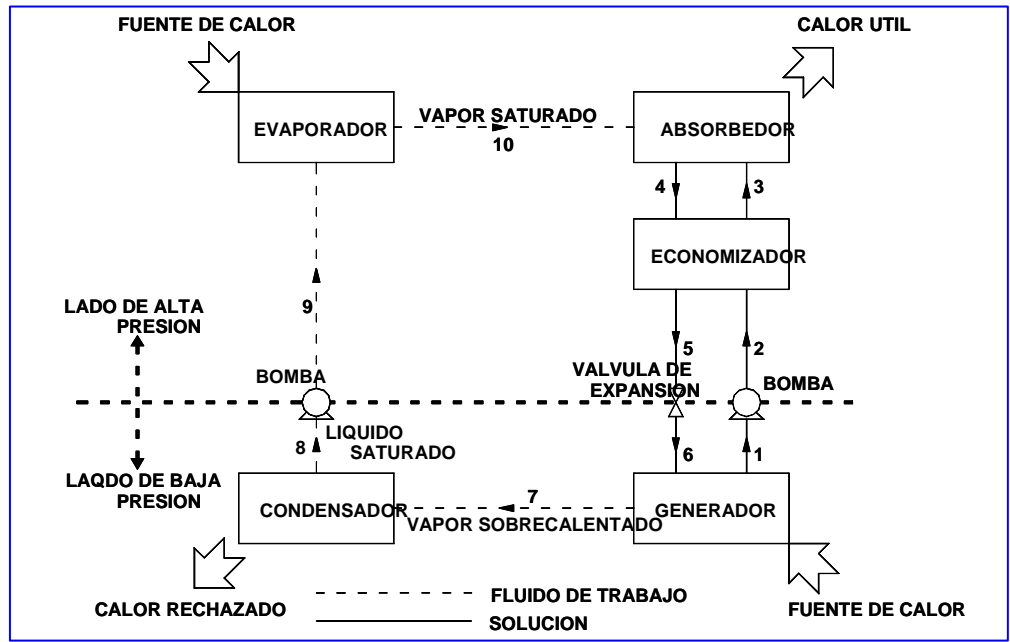 FUENTE DE CALOR
CALOR UTIL
EVAPORADOR
VAPOR SATURADO
10
ABSORBEDOR
4
3
ECONOMIZADOR
9
LADO DE ALTA
PRESION
5
2
BOMBA
VALVULA DE
EXPANSION
BOMBA
LIQUIDO
SATURADO
8
6
1
LAQDO DE BAJA
PRESION
CONDENSADOR
7
VAPOR SOBRECALENTADO
GENERADOR
CALOR RECHAZADO
FLUIDO DE TRABAJO
SOLUCION
FUENTE DE CALOR